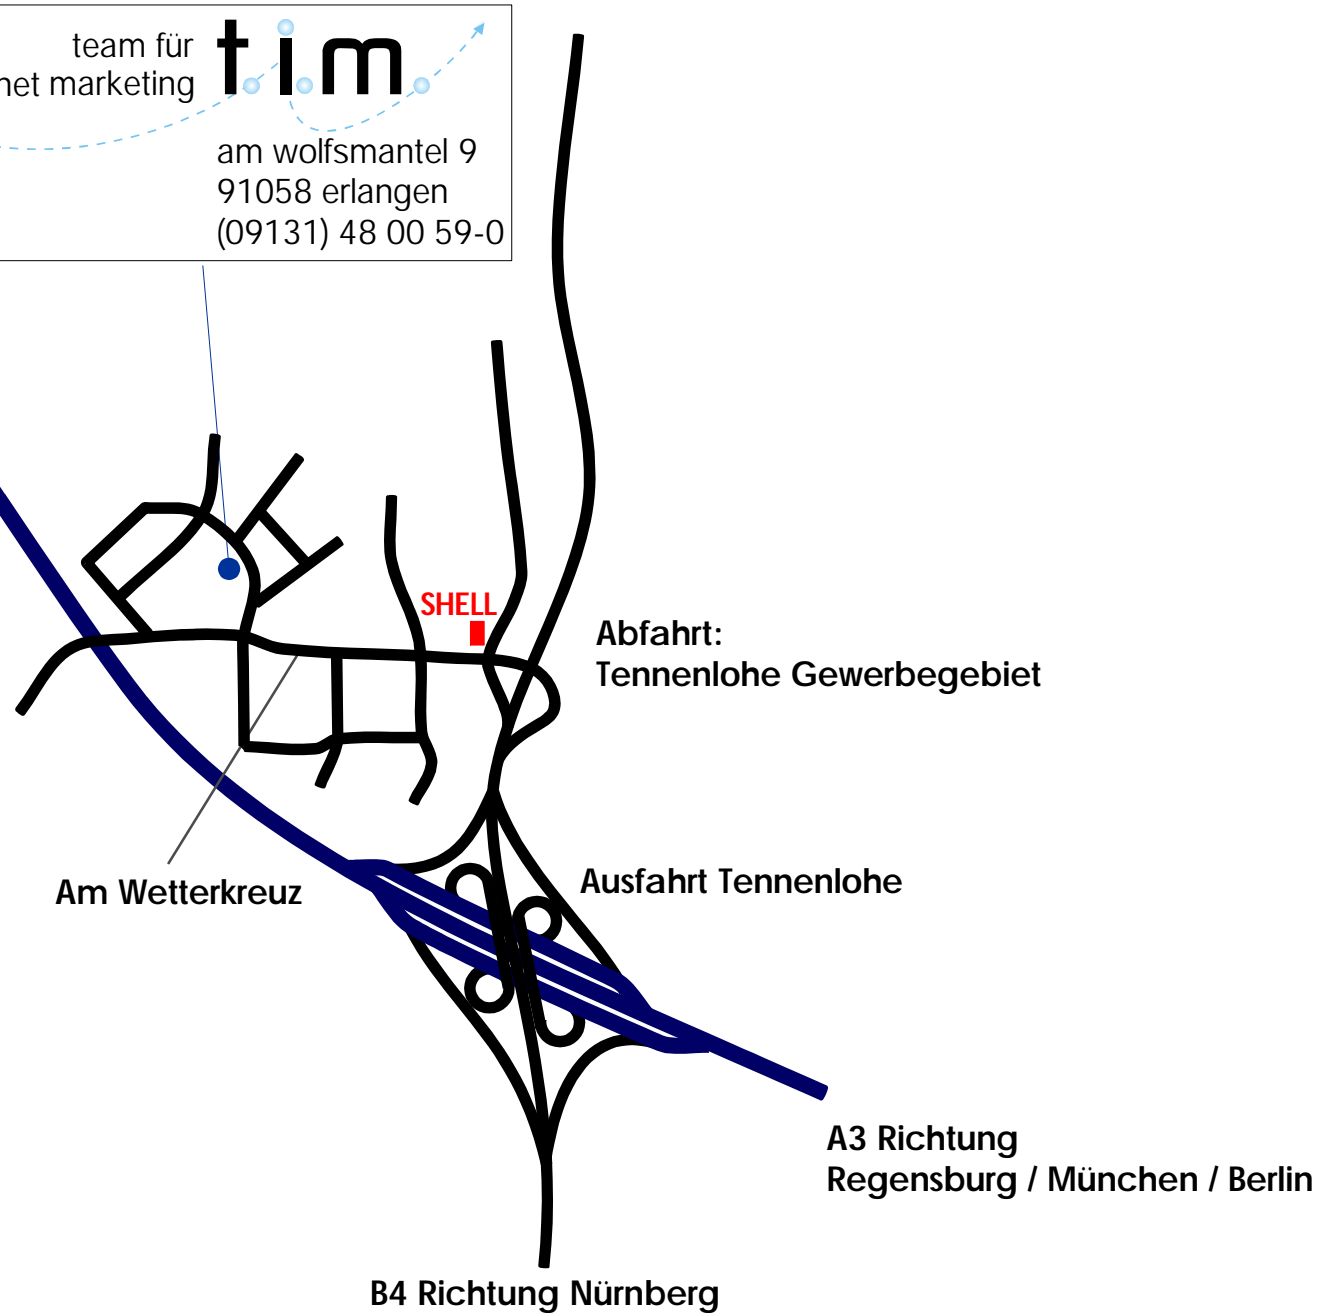 team für
t.i.m.
net marketing
am wolfsmantel 9
91058 erlangen
(09131) 48 00 59-0
SHELL
Abfahrt:
Tennenlohe Gewerbegebiet
Am Wetterkreuz
Ausfahrt Tennenlohe
A3 Richtung
Regensburg / München / Berlin
B4 Richtung Nürnberg